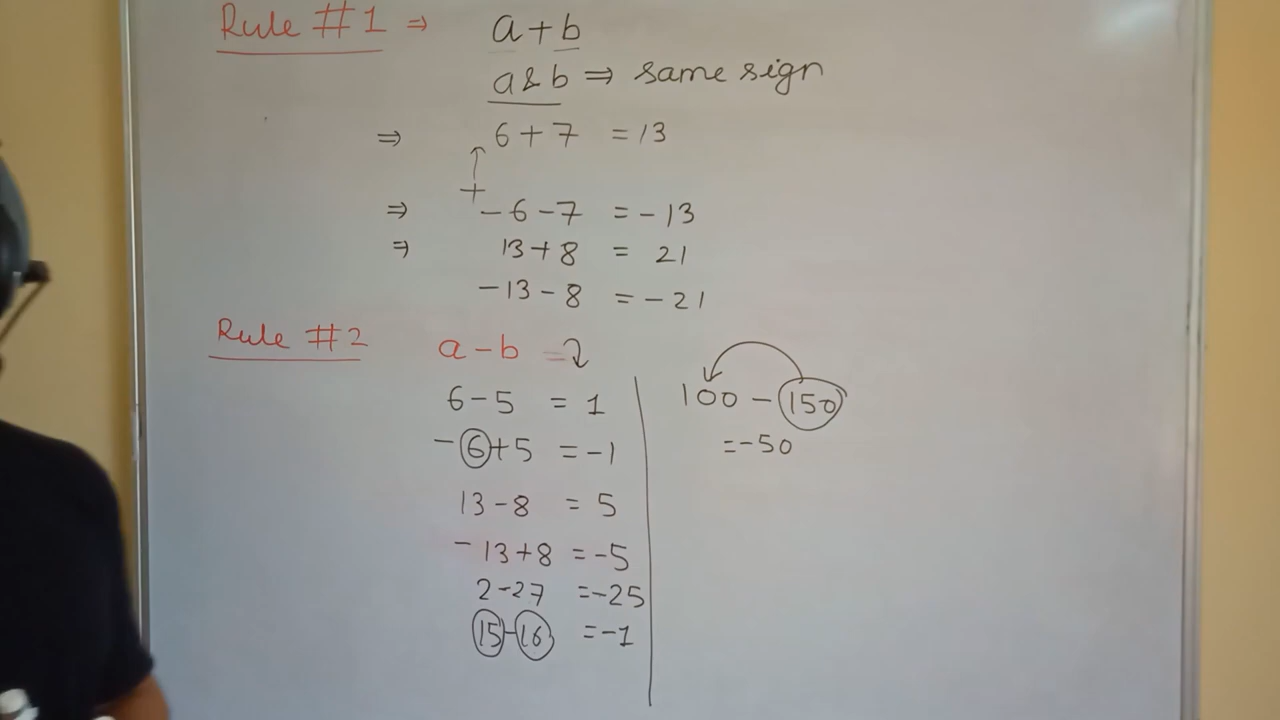 Rule #1 ⇒ a+b
a & b ⇒ same sign
⇒ 6+7 = 13
+
⇒ -6-7 = -13
⇒ 13+8 = 21
-13-8 = -21
Rule #2 a-b =
6-5 = 1
-6+5 = -1
13-8 = 5
-13+8 = -5
2-27 = -25
15-16 = -1
100-150
=-50